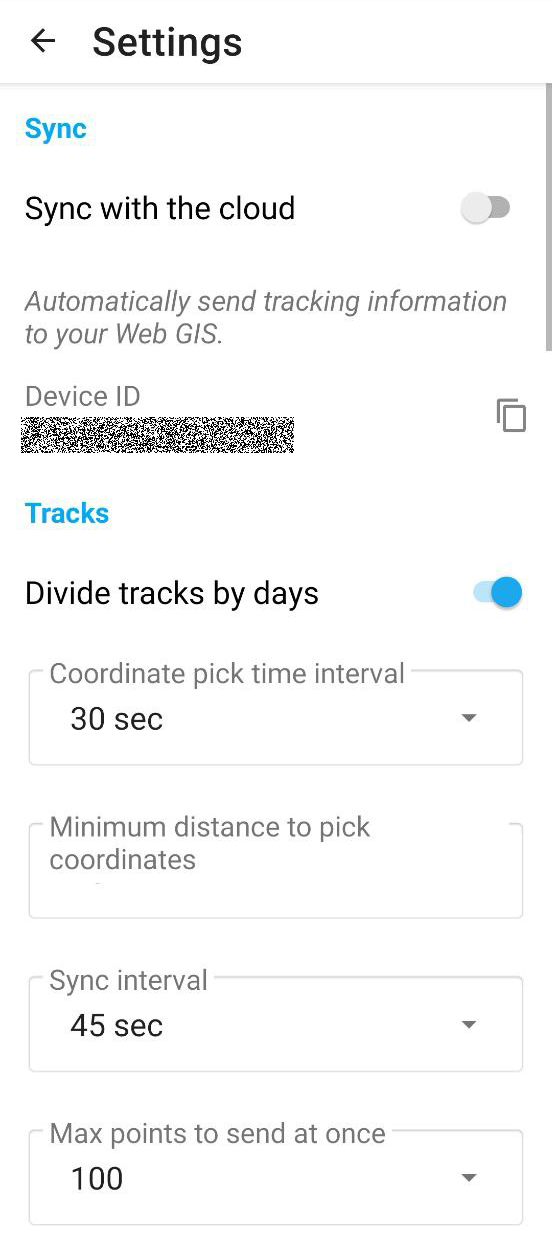 Settings
Sync
Sync with the cloud
Automatically send tracking information
to your Web GIS.
Device ID
Tracks
Divide tracks by days
Coordinate pick time interval
30 sec
Minimum distance to pick
coordinates
Sync interval
45 sec
Max points to send at once
100